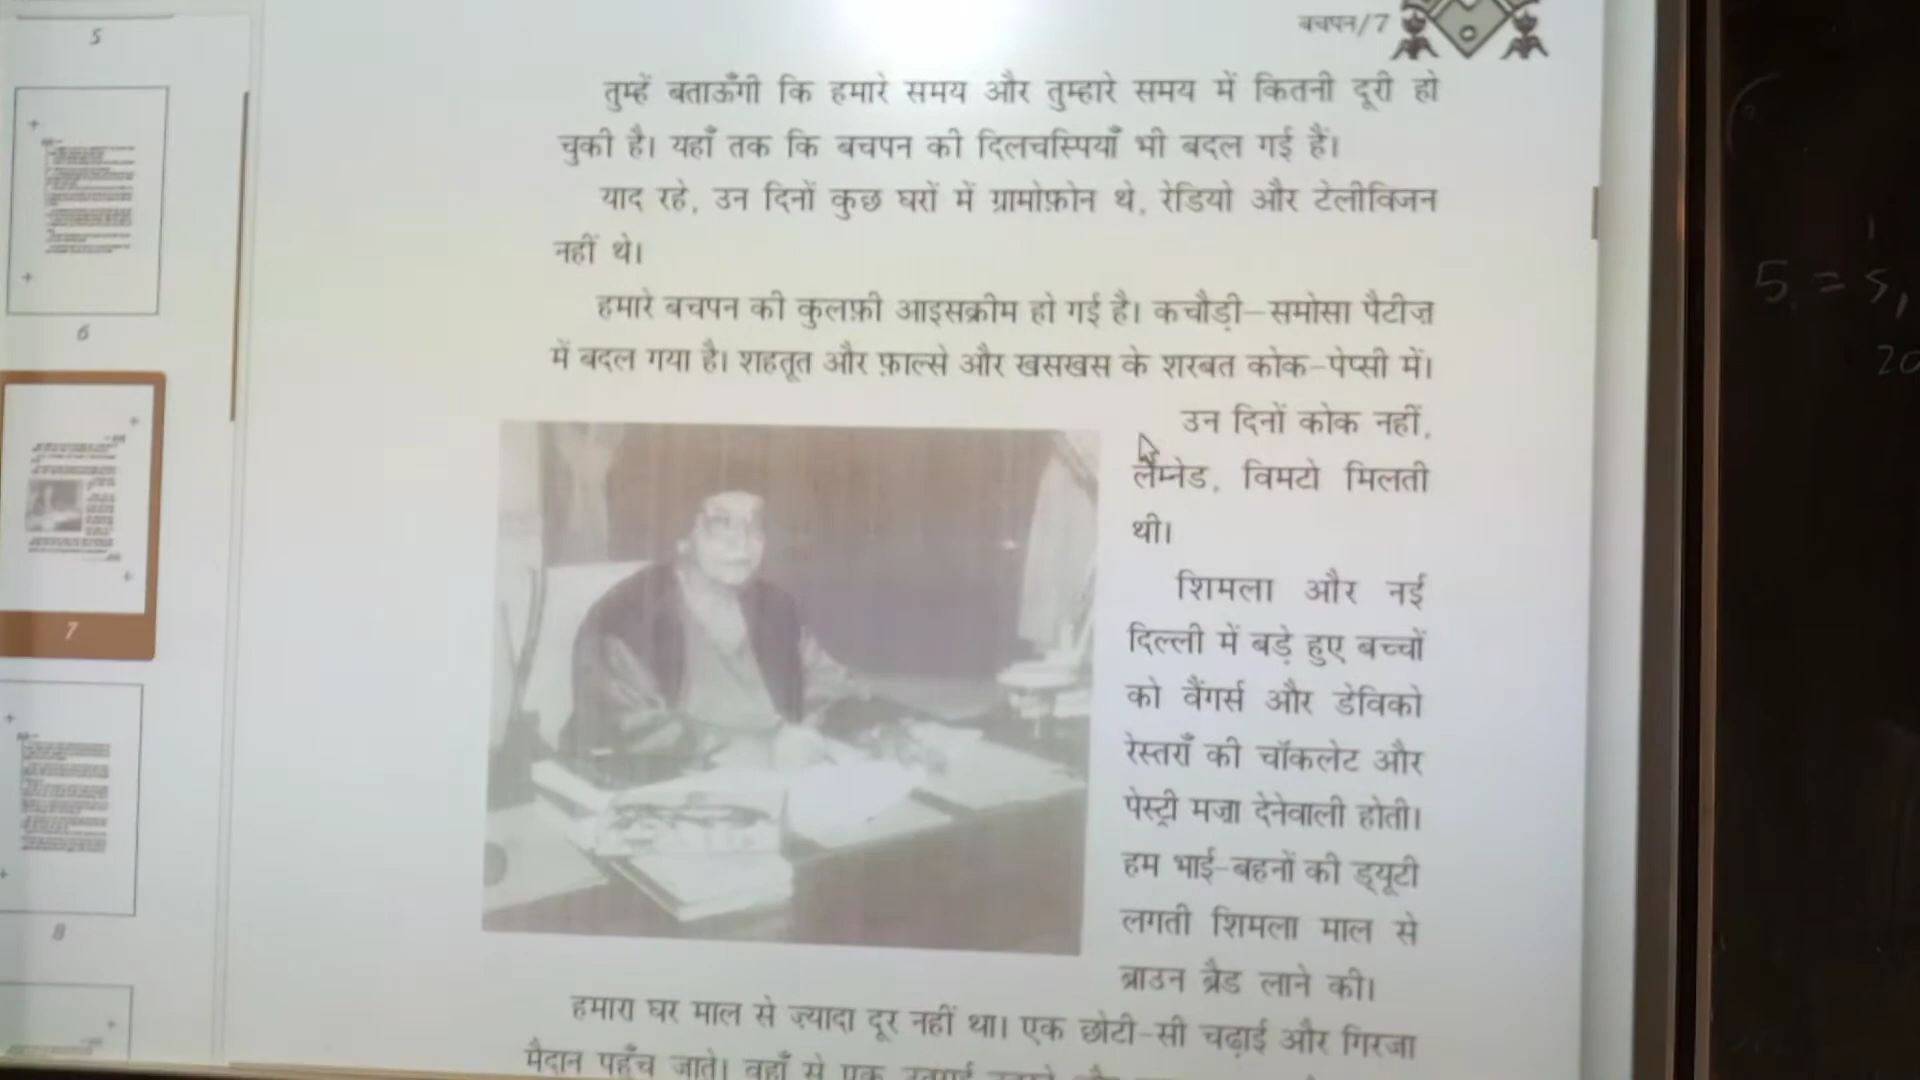 5
6
7
8
बचपन/7
तुम्हें बताऊँगी कि हमारे समय और तुम्हारे समय में कितनी दूरी हो
चुकी है। यहाँ तक कि बचपन की दिलचस्पियाँ भी बदल गई हैं।
याद रहे, उन दिनों कुछ घरों में ग्रामोफ़ोन थे, रेडियो और टेलीविजन
नहीं थे।
हमारे बचपन की कुलफ़ी आइसक्रीम हो गई है। कचौड़ी-समोसा पैटीज़
में बदल गया है। शहतूत और फ़ाल्से और खसखस के शरबत कोक-पेप्सी में।
उन दिनों कोक नहीं,
लैम्नेड, विमटो मिलती
थी।
शिमला और नई
दिल्ली में बड़े हुए बच्चों
को वैंगर्स और डेविको
रेस्तराँ की चॉकलेट और
पेस्ट्री मज़ा देनेवाली होती।
हम भाई-बहनों की ड्यूटी
लगती शिमला माल से
ब्राउन ब्रैड लाने की।
हमारा घर माल से ज़्यादा दूर नहीं था। एक छोटी-सी चढ़ाई और गिरजा
मैदान पहुँच जाते। वहाँ से एक
5 = 5,
20